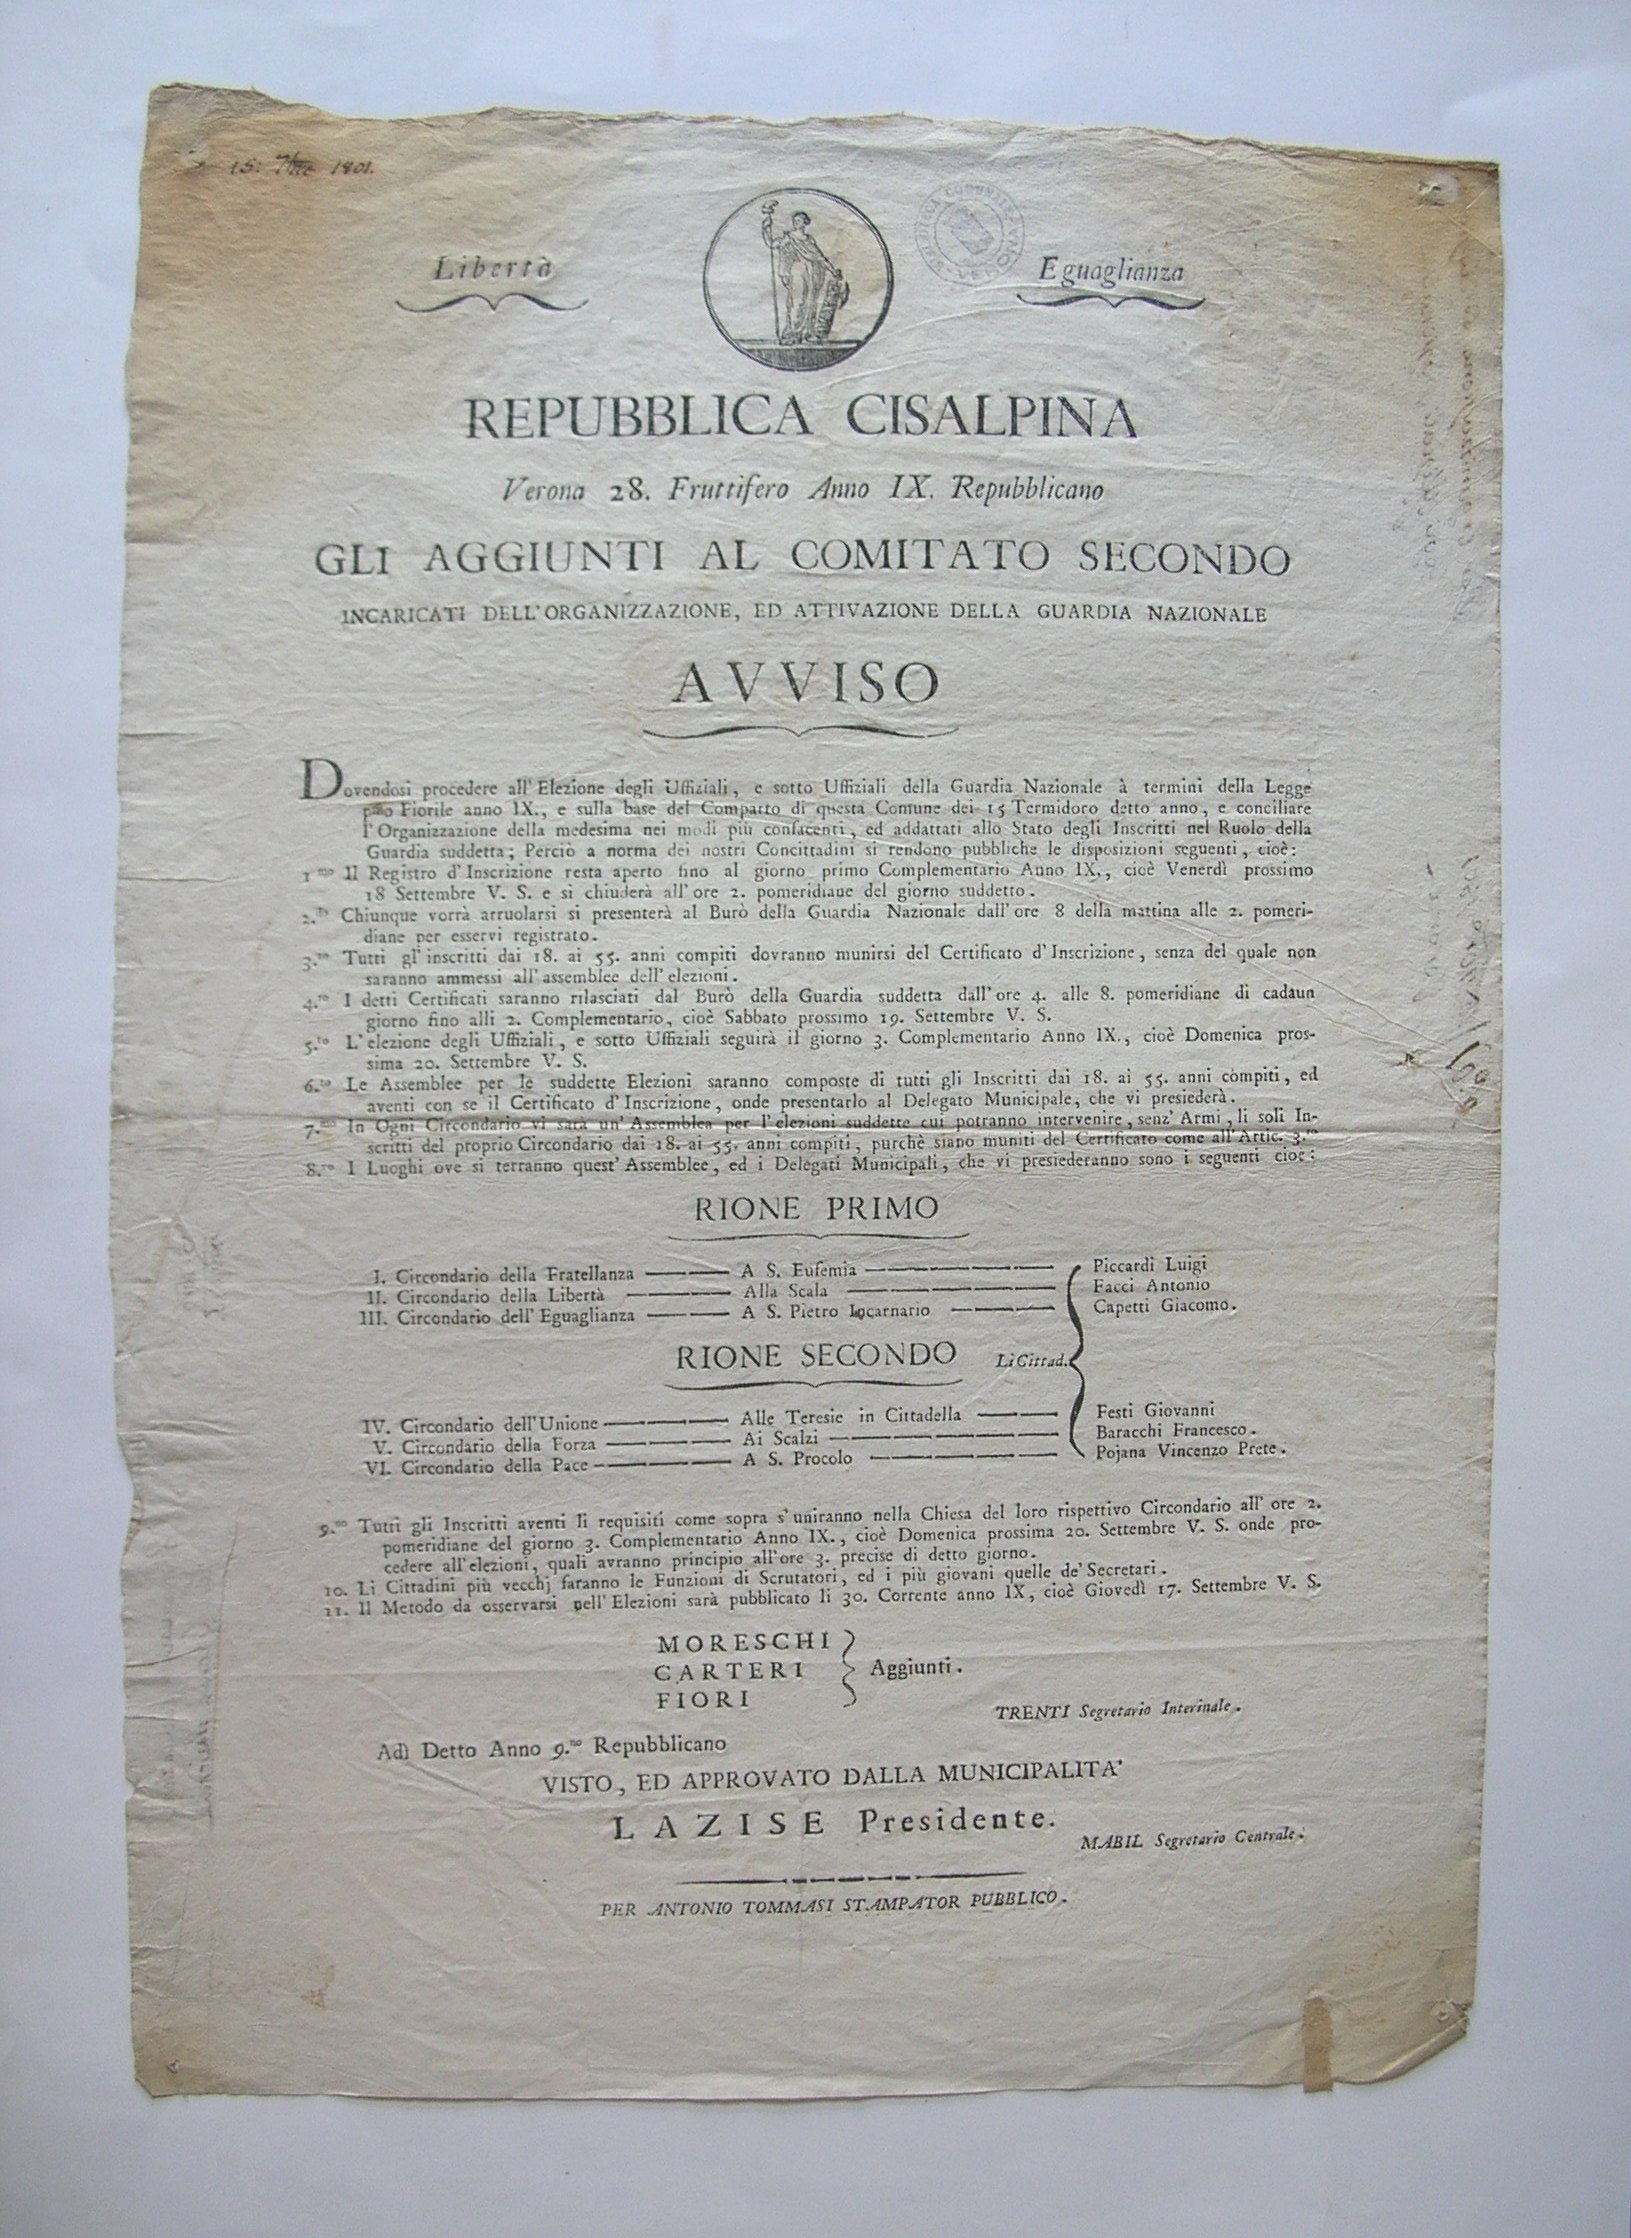 15: 7bre 1801.
Libertà
BIBLIOTECA COMUNALE VERONA
Eguaglianza
REPUBBLICA CISALPINA
Verona 28. Fruttifero Anno IX. Repubblicano
GLI AGGIUNTI AL COMITATO SECONDO
INCARICATI DELL'ORGANIZZAZIONE, ED ATTIVAZIONE DELLA GUARDIA NAZIONALE
AVVISO
Dovendosi procedere all'Elezione degli Uffiziali, e sotto Uffiziali della Guardia Nazionale à termini della Legge
pmo Fiorile anno IX., e sulla base del Comparto di questa Comune dei 15 Termidoro detto anno, e conciliare
l'Organizzazione della medesima nei modi più confacenti, ed addattati allo Stato degli Inscritti nel Ruolo della
Guardia suddetta; Perciò a norma dei nostri Concittadini si rendono pubbliche le disposizioni seguenti, cioè:
1.mo Il Registro d'Inscrizione resta aperto fino al giorno primo Complementario Anno IX., cioè Venerdì prossimo
18 Settembre V. S. e si chiuderà all'ore 2. pomeridiane del giorno suddetto.
2.do Chiunque vorrà arruolarsi si presenterà al Burò della Guardia Nazionale dall'ore 8 della mattina alle 2. pomeri-
diane per esservi registrato.
3.zo Tutti gl'inscritti dai 18. ai 55. anni compiti dovranno munirsi del Certificato d'Inscrizione, senza del quale non
saranno ammessi all'assemblee dell'elezioni.
4.to I detti Certificati saranno rilasciati dal Burò della Guardia suddetta dall'ore 4. alle 8. pomeridiane di cadaun
giorno fino alli 2. Complementario, cioè Sabbato prossimo 19. Settembre V. S.
5.to L'elezione degli Uffiziali, e sotto Uffiziali seguirà il giorno 3. Complementario Anno IX., cioè Domenica pros-
sima 20. Settembre V. S.
6.to Le Assemblee per le suddette Elezioni saranno composte di tutti gli Inscritti dai 18. ai 55. anni compiti, ed
aventi con se il Certificato d'Inscrizione, onde presentarlo al Delegato Municipale, che vi presiederà.
7.mo In Ogni Circondario vi sarà un'Assemblea per l'elezioni suddette cui potranno intervenire, senz'Armi, li soli In-
scritti del proprio Circondario dai 18. ai 55. anni compiti, purchè siano muniti del Certificato come all'Artic. 3.zo
8.vo I Luoghi ove si terranno quest'Assemblee, ed i Delegati Municipali, che vi presiederanno sono i seguenti cioè:
RIONE PRIMO
I. Circondario della Fratellanza —— A S. Eufemia —— Piccardi Luigi
II. Circondario della Libertà —— Alla Scala —— Facci Antonio
III. Circondario dell'Eguaglianza —— A S. Pietro Incarnario —— Capetti Giacomo.
RIONE SECONDO Li Cittad.
IV. Circondario dell'Unione —— Alle Teresie in Cittadella —— Festi Giovanni
V. Circondario della Forza —— Ai Scalzi —— Baracchi Francesco.
VI. Circondario della Pace —— A S. Procolo —— Pojana Vincenzo Prete.
9.no Tutti gli Inscritti aventi li requisiti come sopra s'uniranno nella Chiesa del loro rispettivo Circondario all'ore 2.
pomeridiane del giorno 3. Complementario Anno IX., cioè Domenica prossima 20. Settembre V. S. onde pro-
cedere all'elezioni, quali avranno principio all'ore 3. precise di detto giorno.
10. Li Cittadini più vecchj faranno le Funzioni di Scrutatori, ed i più giovani quelle de'Secretari.
11. Il Metodo da osservarsi nell'Elezioni sarà pubblicato li 30. Corrente anno IX, cioè Giovedì 17. Settembre V. S.
MORESCHI
CARTERI Aggiunti.
FIORI
TRENTI Segretario Interinale.
Adì Detto Anno 9.no Repubblicano
VISTO, ED APPROVATO DALLA MUNICIPALITA'
LAZISE Presidente.
MABIL Segretario Centrale.
PER ANTONIO TOMMASI STAMPATOR PUBBLICO.